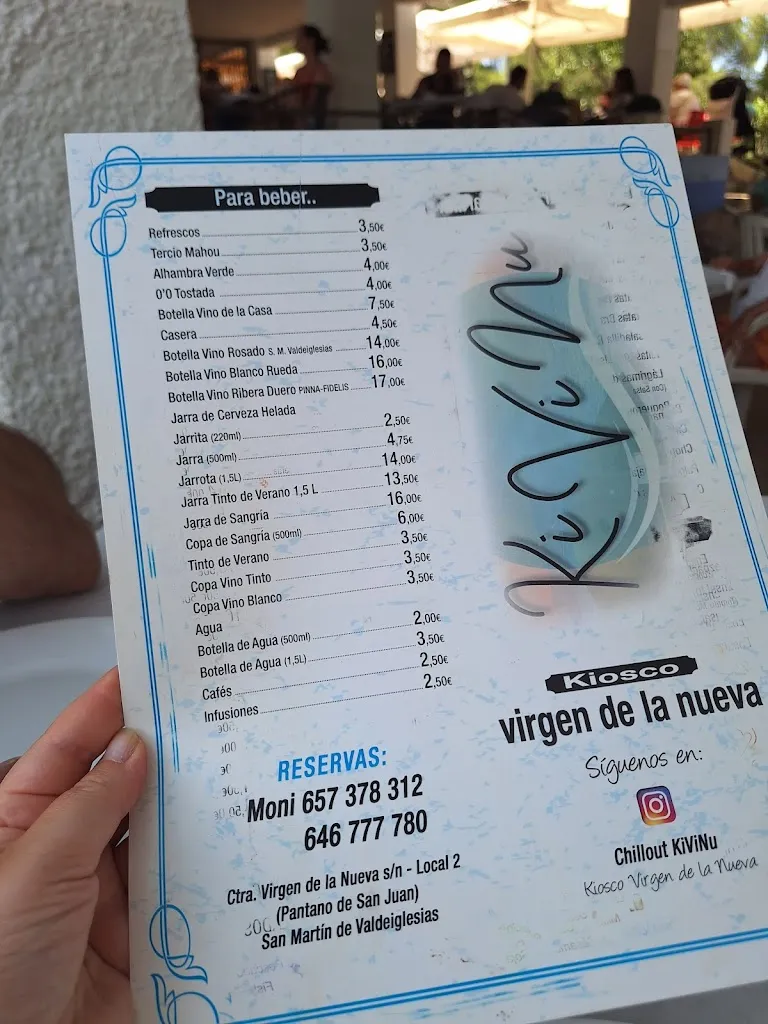 Para beber..
Refrescos 3,50€
Tercio Mahou 3,50€
Alhambra Verde 4,00€
0'0 Tostada 4,00€
Botella Vino de la Casa 7,50€
Casera 4,50€
Botella Vino Rosado S. M. Valdeiglesias 14,00€
Botella Vino Blanco Rueda 16,00€
Botella Vino Ribera Duero PINNA-FIDELIS 17,00€
Jarra de Cerveza Helada
Jarrita (220ml) 2,50€
Jarra (500ml) 4,75€
Jarrota (1,5L) 14,00€
Jarra Tinto de Verano 1,5 L 13,50€
Jarra de Sangría 16,00€
Copa de Sangría (500ml) 6,00€
Tinto de Verano 3,50€
Copa Vino Tinto 3,50€
Copa Vino Blanco 3,50€
Agua
Botella de Agua (500ml) 2,00€
Botella de Agua (1,5L) 3,50€
Cafés 2,50€
Infusiones 2,50€
RESERVAS:
Moni 657 378 312
646 777 780
Ctra. Virgen de la Nueva s/n - Local 2
(Pantano de San Juan)
San Martín de Valdeiglesias
KiViNu
Kiosco
virgen de la nueva
Síguenos en:
Chillout KiViNu
Kiosco Virgen de la Nueva